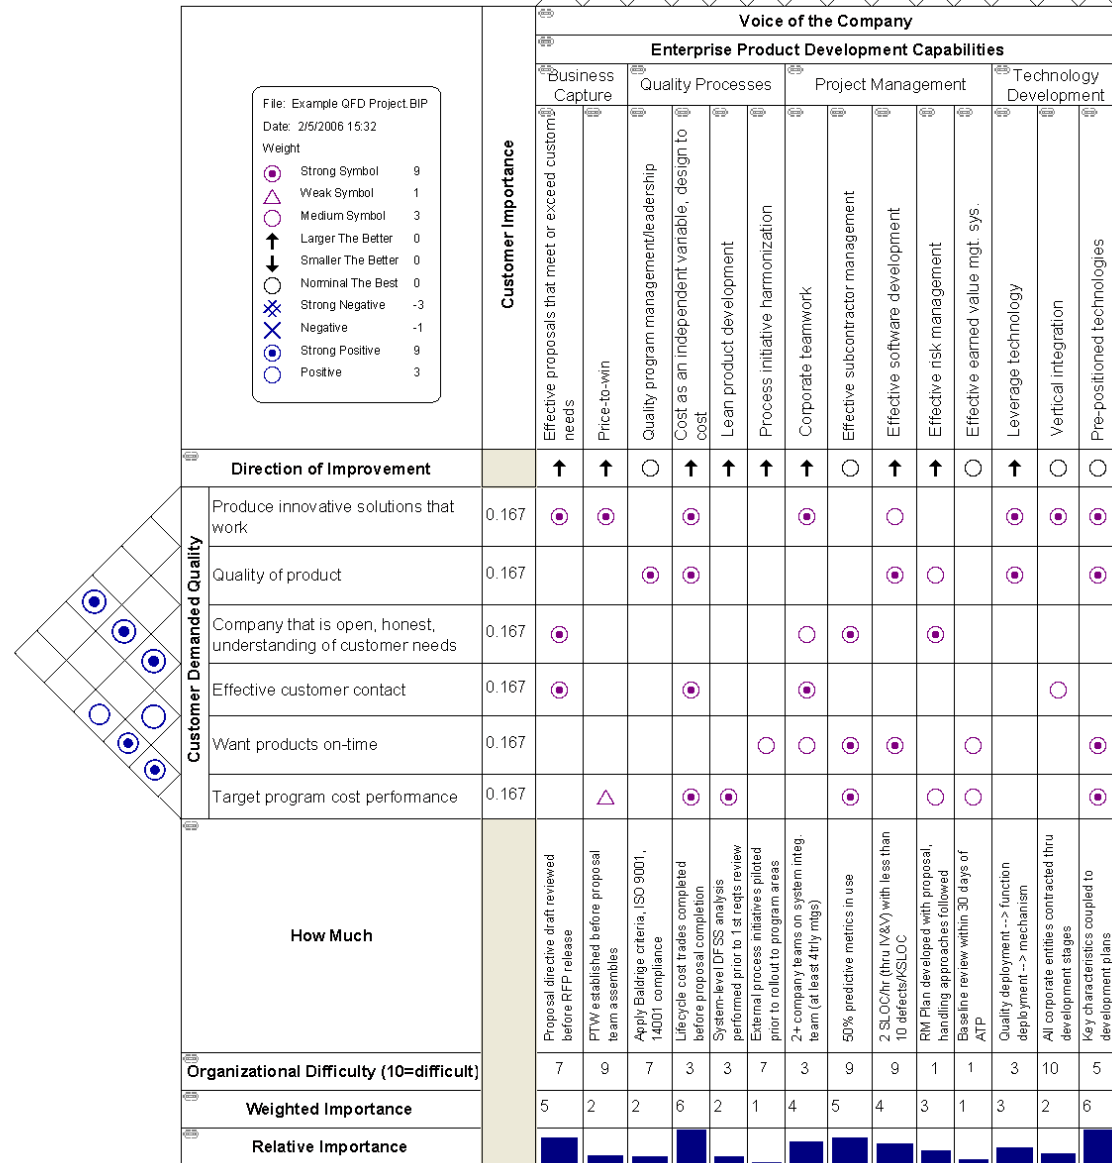 Voice of the Company
Enterprise Product Development Capabilities
Business
Capture
Quality Processes
Project Management
Technology
Development
File: Example QFD Project.BIP
Date: 2/5/2006 15:32
Weight
Strong Symbol 9
Weak Symbol 1
Medium Symbol 3
Larger The Better 0
Smaller The Better 0
Norminal The Best 0
Strong Negative -3
Negative -1
Strong Positive 9
Positive 3
Customer Importance
Effective proposals that meet or exceed
needs
Price-to-win
Quality program management/leadership
Cost as an independent variable, design to
cost
Lean product development
Process initiative harmonization
Corporate teamwork
Effective subcontractor management
Effective software development
Effective risk management
Effective earned value mgt. sys.
Leverage technology
Vertical integration
Pre-positioned technologies
Direction of Improvement
Customer Demanded Quality
Produce innovative solutions that
work
0.167
Quality of product
0.167
Company that is open, honest,
understanding of customer needs
0.167
Effective customer contact
0.167
Want products on-time
0.167
Target program cost performance
0.167
How Much
Proposal directive draft reviewed
before RFP release
PTW established before proposal
team assembles
Apply Baldrige criteria, ISO 9001,
14001 compliance
Lifecycle cost trades completed
before proposal completion
System-level DFSS analysis
performed prior to 1st reqts review
External process initiatives piloted
prior to rollout to program areas
2+ company teams on system integ.
team (at least 4trly mtgs)
50% predictive metrics in use
2 SLOC/hr (thru IV&V) with less than
10 defects/KSLOC
RM Plan developed with proposal,
handling approaches followed
Baseline review within 30 days of
ATP
Quality deployment --> function
deployment --> mechanism
All corporate entities contracted thru
development stages
Key characteristics coupled to
development plans
Organizational Difficulty (10=difficult) 7 9 7 3 3 7 3 9 9 1 1 3 10 5
Weighted Importance 5 2 2 6 2 1 4 5 4 3 1 3 2 6
Relative Importance